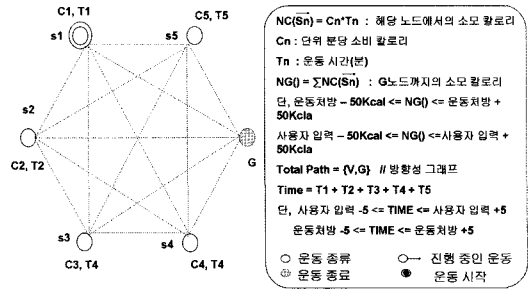 C1, T1
s1
C5, T5
s5
s2
C2, T2
G
s3
C3, T4
s4
C4, T4
NC(Sn) = Cn*Tn : 해당 노드에서의 소모 칼로리
Cn : 단위 분당 소비 칼로리
Tn : 운동 시간(분)
NG() = ∑NC(Sn) : G노드까지의 소모 칼로리
단, 운동처방 – 50Kcal <= NG() <= 운동처방 +
50Kcla
사용자 입력 – 50Kcal <= NG() <=사용자 입력 +
50Kcla
Total Path = {V,G} // 방향성 그래프
Time = T1 + T2 + T3 + T4 + T5
단, 사용자 입력 -5 <= TIME <= 사용자 입력 +5
운동처방 -5 <= TIME <= 운동처방 +5
운동 종류 진행 중인 운동
운동 종료 운동 시작